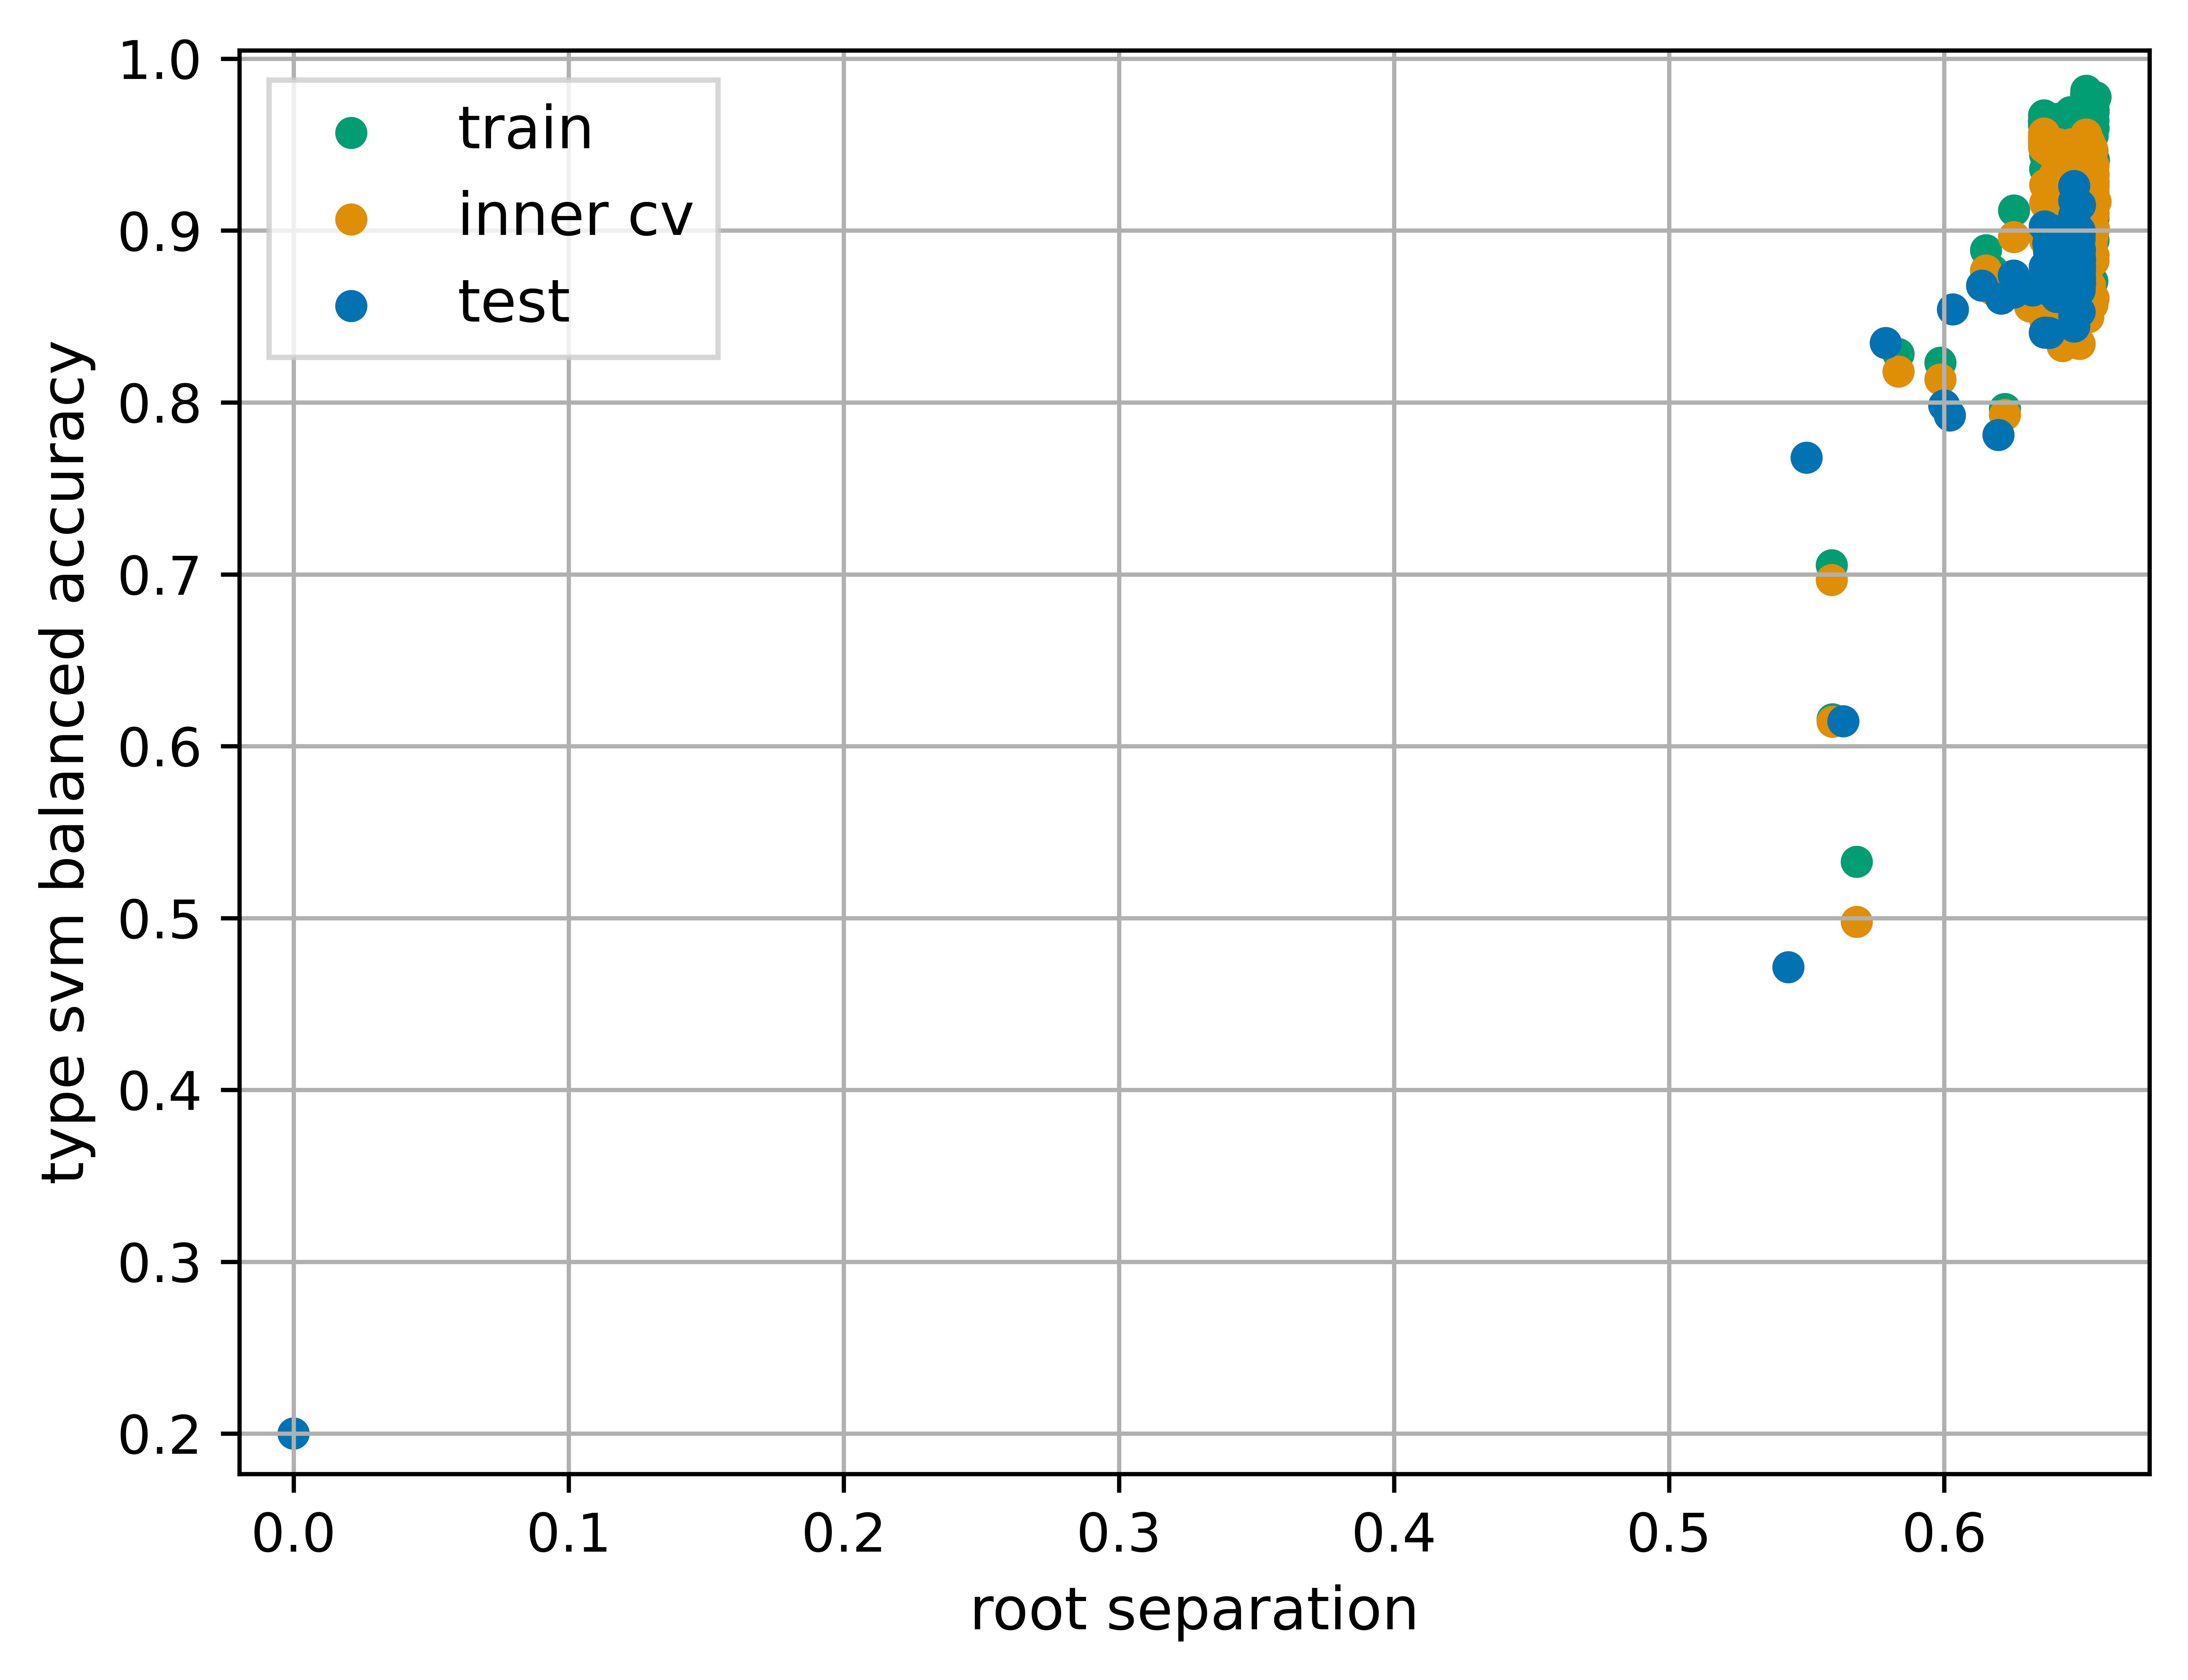 1.0
0.9
0.8
0.7
0.6
0.5
0.4
0.3
0.2
type svm balanced accuracy
train
inner cv
test
0.0 0.1 0.2 0.3 0.4 0.5 0.6
root separation